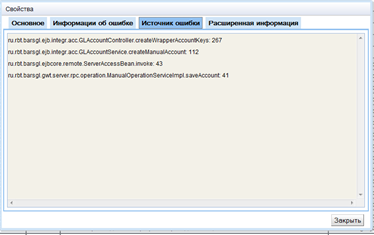 Свойства
Основное Информации об ошибке Источник ошибки Расширенная информация
ru.rbt.barsgl.ejb.integr.acc.GLAccountController.createWrapperAccountKeys: 267
ru.rbt.barsgl.ejb.integr.acc.GLAccountService.createManualAccount: 112
ru.rbt.barsgl.ejbcore.remote.ServerAccessBean.invoke: 43
ru.rbt.barsgl.gwt.server.rpc.operation.ManualOperationServiceImpl.saveAccount: 41
Закрыть